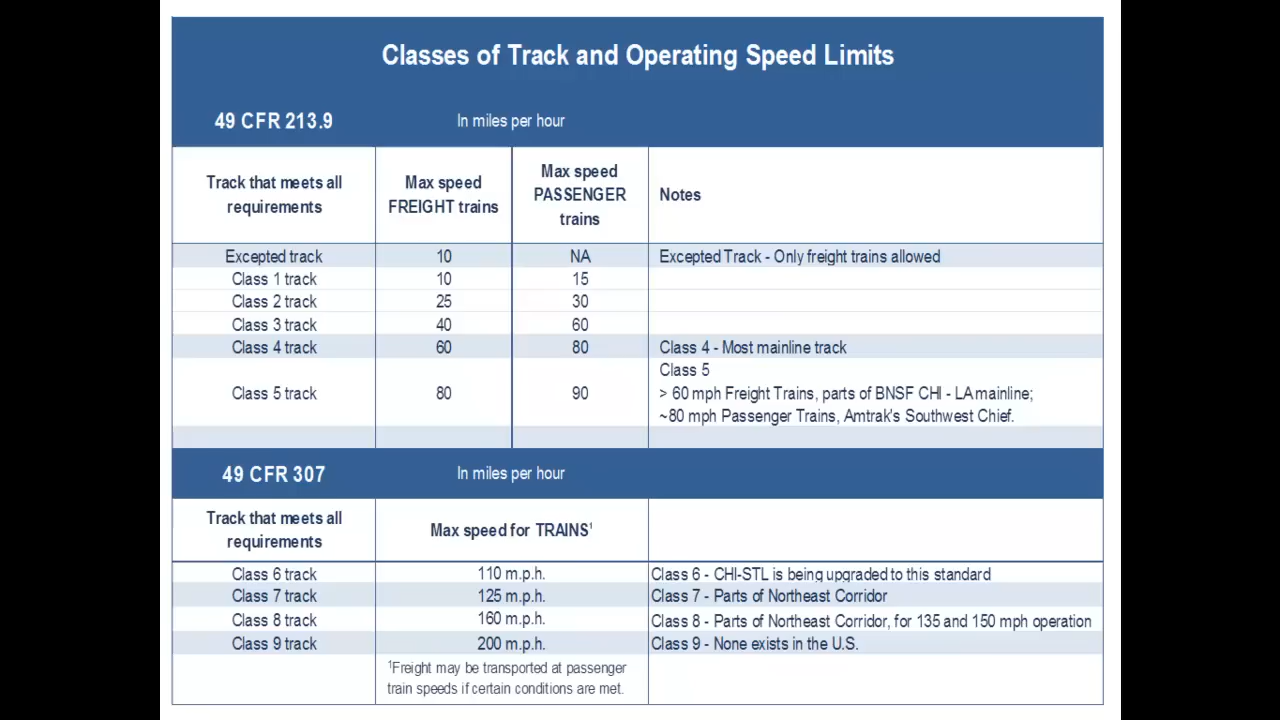 Classes of Track and Operating Speed Limits
49 CFR 213.9 In miles per hour
Track that meets all requirements
Max speed FREIGHT trains
Max speed PASSENGER trains
Notes
Excepted track 10 NA Excepted Track - Only freight trains allowed
Class 1 track 10 15
Class 2 track 25 30
Class 3 track 40 60
Class 4 track 60 80 Class 4 - Most mainline track
Class 5 track 80 90 Class 5
> 60 mph Freight Trains, parts of BNSF CHI - LA mainline;
~80 mph Passenger Trains, Amtrak's Southwest Chief.
49 CFR 307 In miles per hour
Track that meets all requirements
Max speed for TRAINS¹
Class 6 track 110 m.p.h. Class 6 - CHI-STL is being upgraded to this standard
Class 7 track 125 m.p.h. Class 7 - Parts of Northeast Corridor
Class 8 track 160 m.p.h. Class 8 - Parts of Northeast Corridor, for 135 and 150 mph operation
Class 9 track 200 m.p.h. Class 9 - None exists in the U.S.
¹Freight may be transported at passenger
train speeds if certain conditions are met.